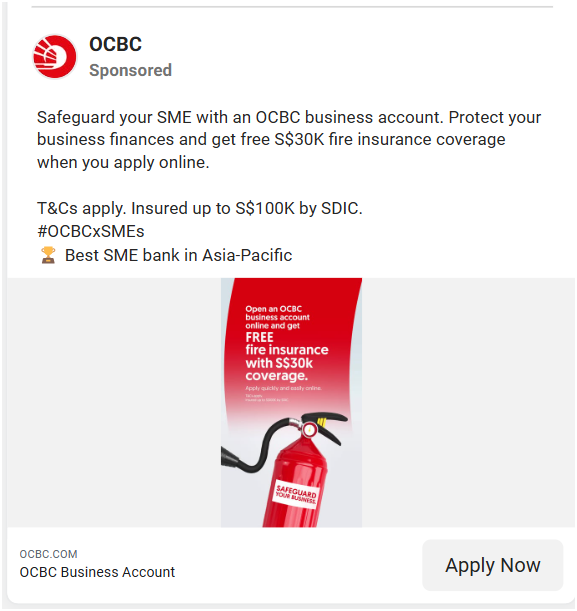 OCBC
Sponsored
Safeguard your SME with an OCBC business account. Protect your
business finances and get free S$30K fire insurance coverage
when you apply online.
T&Cs apply. Insured up to S$100K by SDIC.
#OCBCxSMEs
🏆 Best SME bank in Asia-Pacific
Open an OCBC
business account
online and get
FREE
fire insurance
with S$30k
coverage.
Apply quickly and easily online.
SAFEGUARD
YOUR BUSINESS.
OCBC.COM
OCBC Business Account
Apply Now